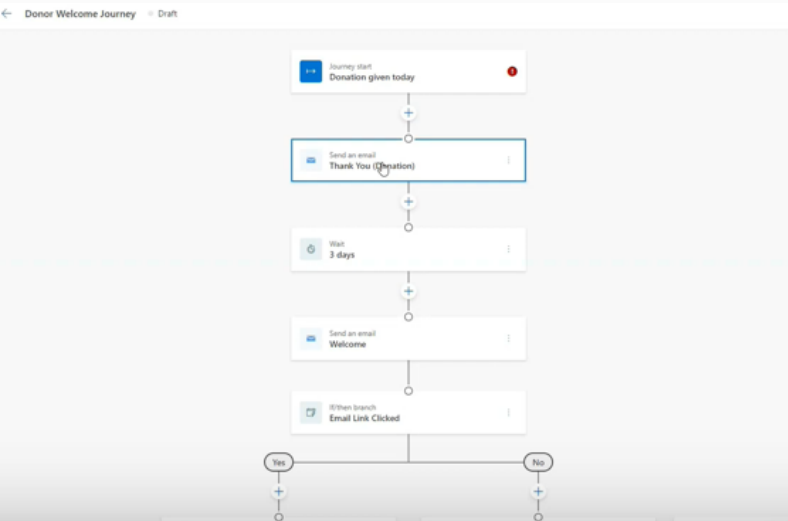 Donor Welcome Journey Draft
Journey start
Donation given today
Send an email
Thank You (Donation)
Wait
3 days
Send an email
Welcome
If/then branch
Email Link Clicked
Yes No